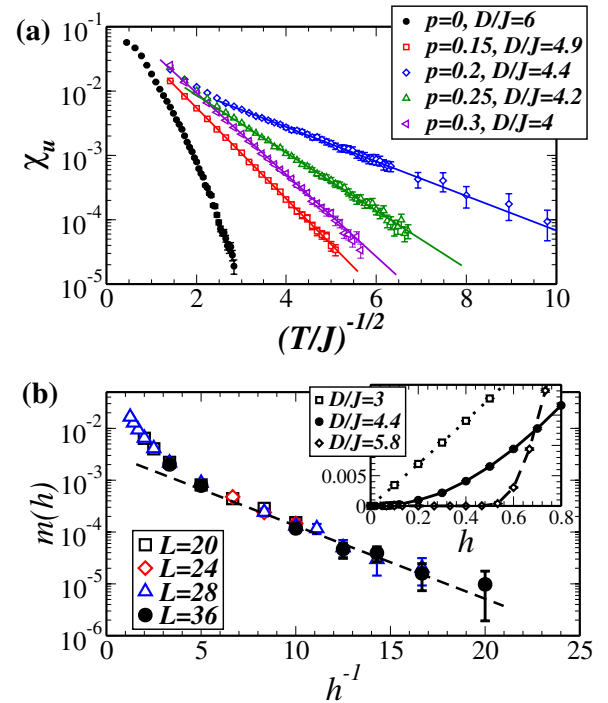 (a)
10^-1
10^-2
10^-3
10^-4
10^-5
χ_u
p=0, D/J=6
p=0.15, D/J=4.9
p=0.2, D/J=4.4
p=0.25, D/J=4.2
p=0.3, D/J=4
0 2 4 6 8 10
(T/J)^-1/2
(b)
10^-2
10^-3
10^-4
10^-5
10^-6
m(h)
D/J=3
D/J=4.4
D/J=5.8
0.005
0
0 0.2 0.4 0.6 0.8
h
L=20
L=24
L=28
L=36
0 5 10 15 20 25
h^-1